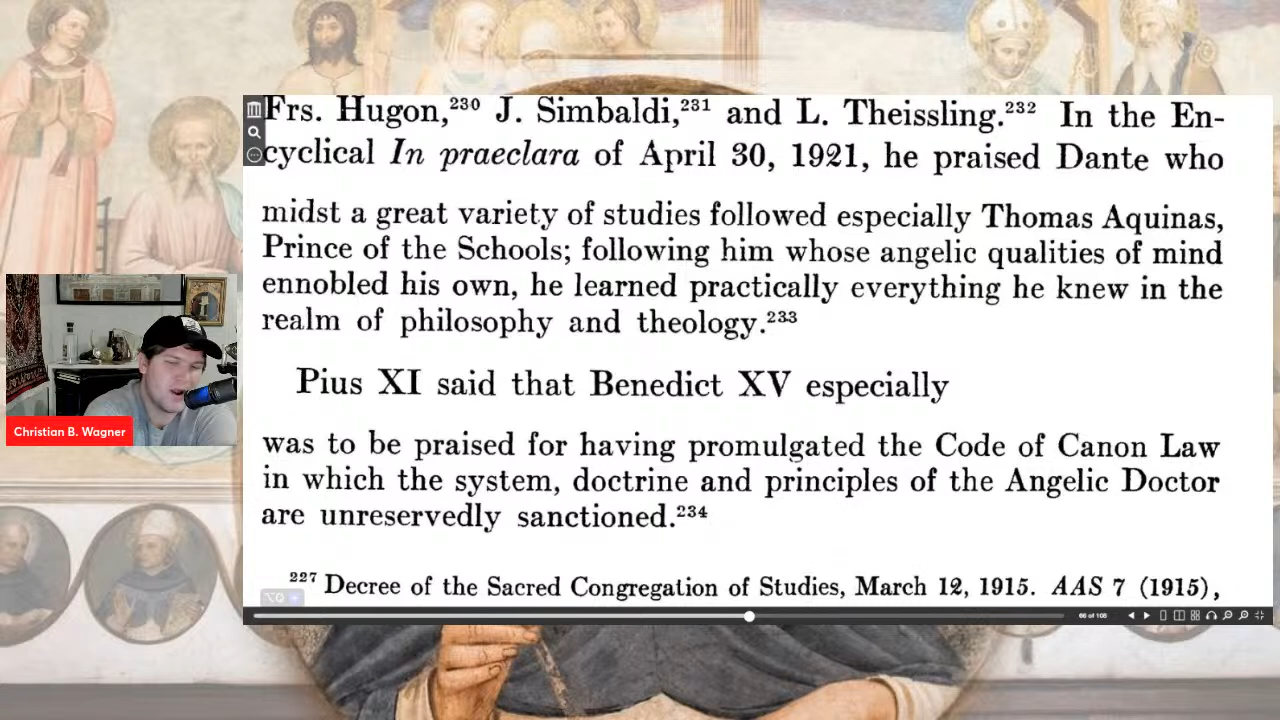 Frs. Hugon,²³⁰ J. Simbaldi,²³¹ and L. Theissling.²³² In the En-
cyclical In praeclara of April 30, 1921, he praised Dante who
midst a great variety of studies followed especially Thomas Aquinas,
Prince of the Schools; following him whose angelic qualities of mind
ennobled his own, he learned practically everything he knew in the
realm of philosophy and theology.²³³
Pius XI said that Benedict XV especially
was to be praised for having promulgated the Code of Canon Law
in which the system, doctrine and principles of the Angelic Doctor
are unreservedly sanctioned.²³⁴
²²⁷ Decree of the Sacred Congregation of Studies, March 12, 1915. AAS 7 (1915),
66 of 108
Christian B. Wagner